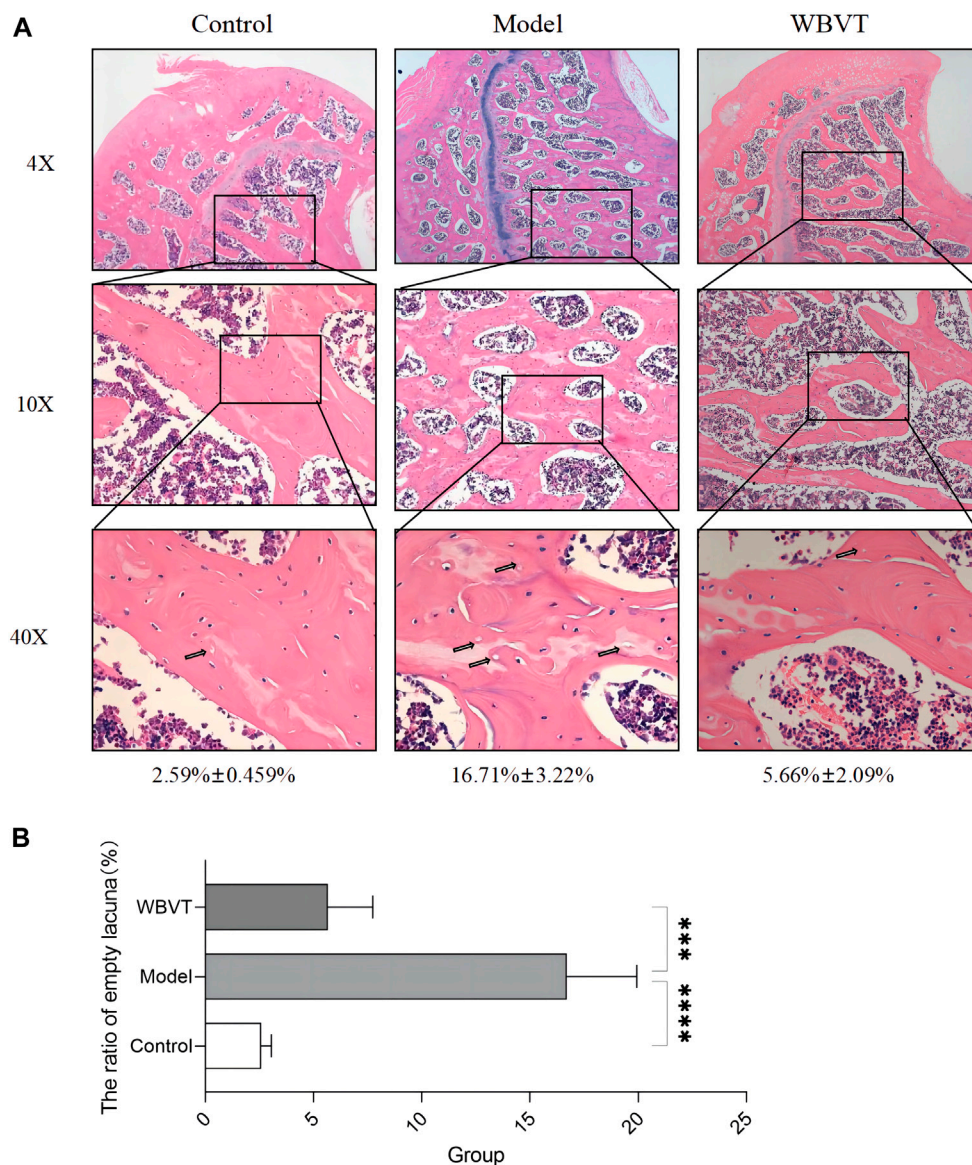 A
Control Model WBVT
4X
10X
40X
2.59%±0.459% 16.71%±3.22% 5.66%±2.09%
B
The ratio of empty lacuna(%)
WBVT
Model
Control
***
****
0 5 10 15 20 25
Group